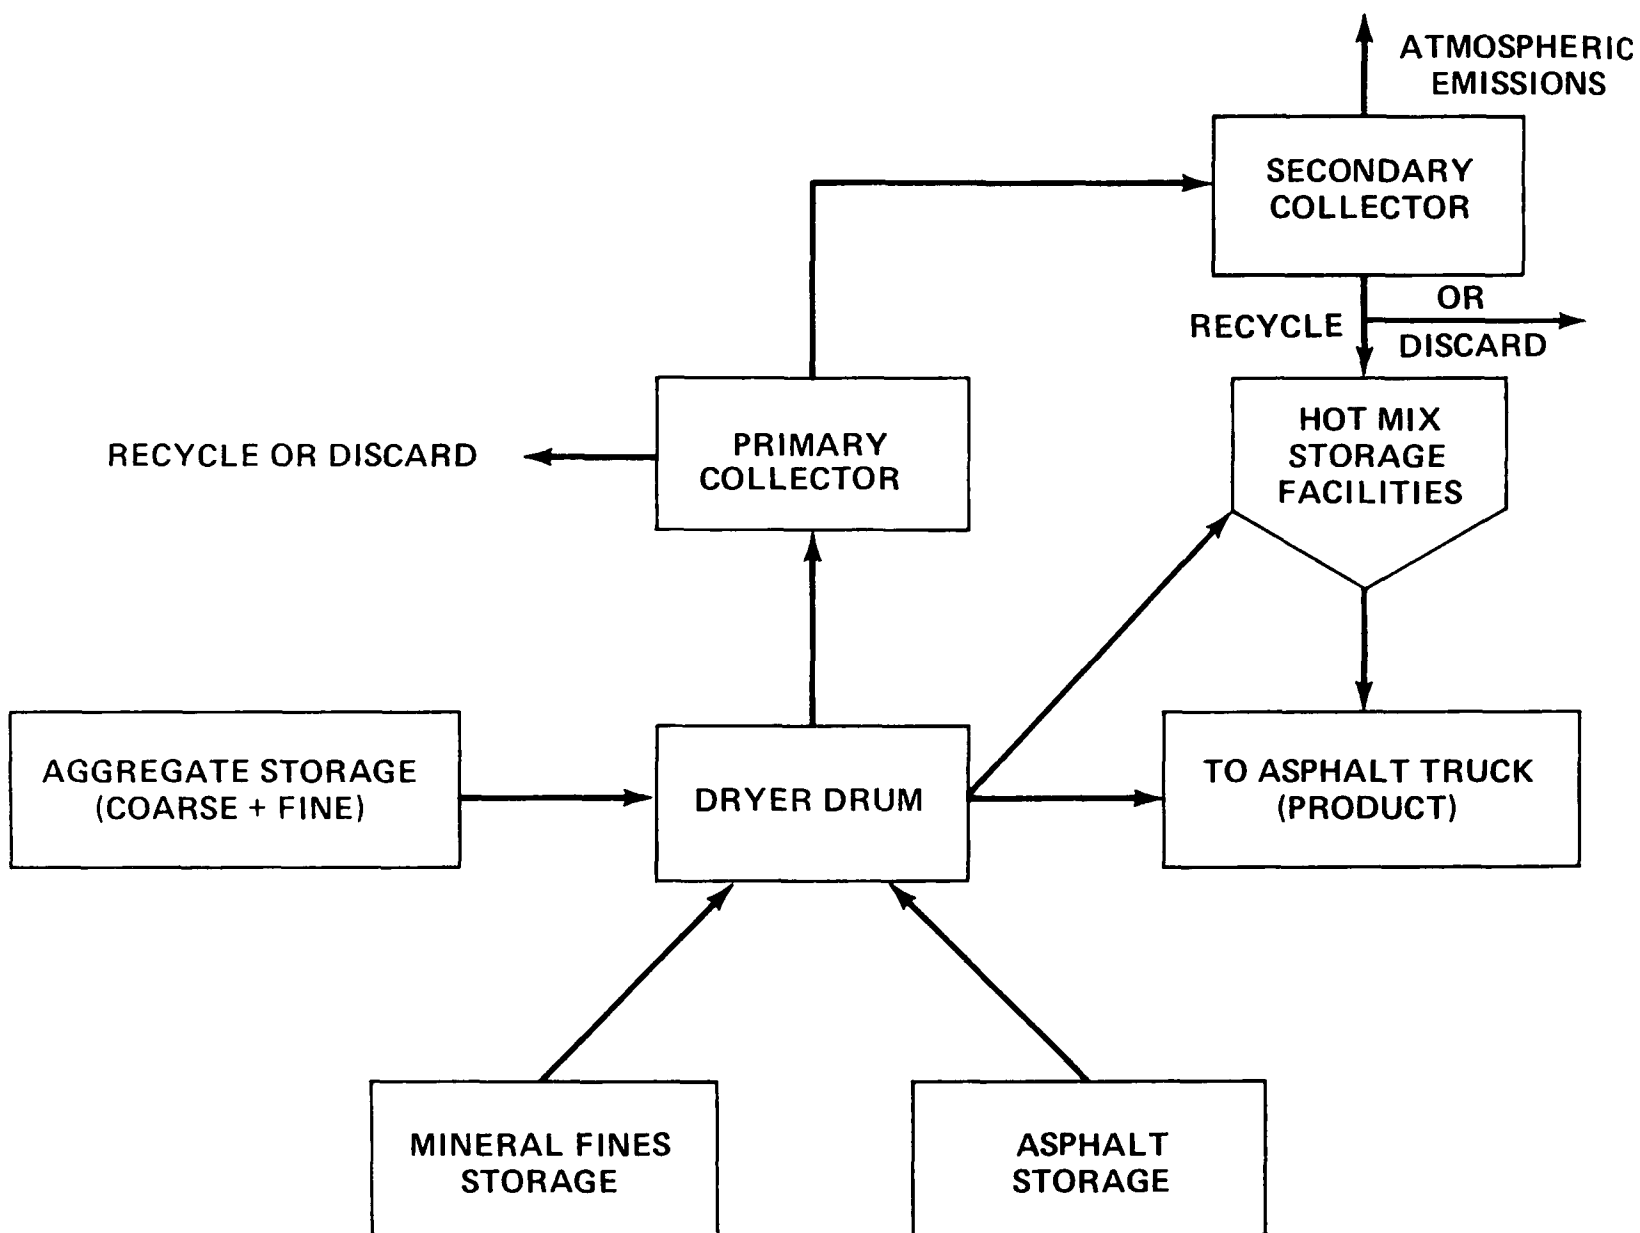 ATMOSPHERIC
EMISSIONS
SECONDARY
COLLECTOR
RECYCLE
OR
DISCARD
HOT MIX
STORAGE
FACILITIES
PRIMARY
COLLECTOR
RECYCLE OR DISCARD
AGGREGATE STORAGE
(COARSE + FINE)
DRYER DRUM
TO ASPHALT TRUCK
(PRODUCT)
MINERAL FINES
STORAGE
ASPHALT
STORAGE